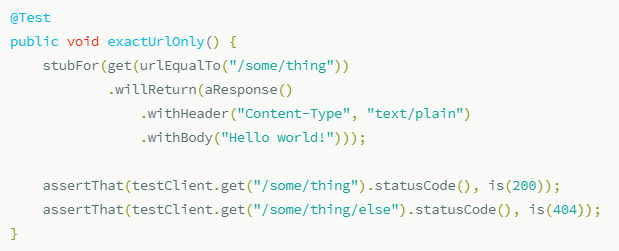 @Test
public void exactUrlOnly() {
    stubFor(get(urlEqualTo("/some/thing"))
            .willReturn(aResponse()
                .withHeader("Content-Type", "text/plain")
                .withBody("Hello world!")));
    assertThat(testClient.get("/some/thing").statusCode(), is(200));
    assertThat(testClient.get("/some/thing/else").statusCode(), is(404));
}